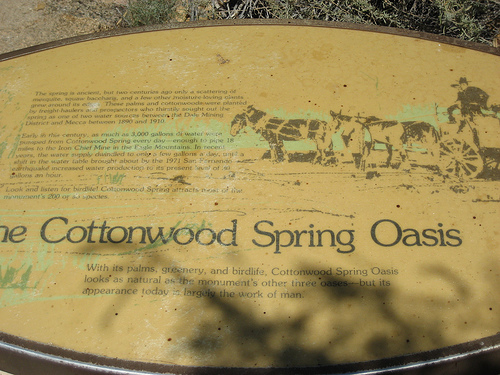 The spring is ancient, but two centuries ago only a scattering of
mesquite, willow baccharis, and a few other moisture-loving plants
grew around its edge. Those palms and cottonwoods were planted
by freight-haulers and prospectors who thirstily sought out the
spring as one of two water sources between the Dale Mining
District and Mecca between 1890 and 1910.
Early in this century, as much as 3,000 gallons of water was
pumped from Cottonwood Spring every day—enough to pipe 18
miles to the Iron Chief Mine in the Eagle Mountains. In recent
years, the water supply dwindled to only a few gallons a day, until
shift in the water table brought about by the 1971 San Fernando
earthquake increased water production to its present level of
gallons an hour.
Look and listen for birdlife! Cottonwood Spring attracts most of the
monument's 200 or so species.
he Cottonwood Spring Oasis
With its palms, greenery, and birdlife, Cottonwood Spring Oasis
looks as natural as the monument's other three oases—but its
appearance today is largely the work of man.